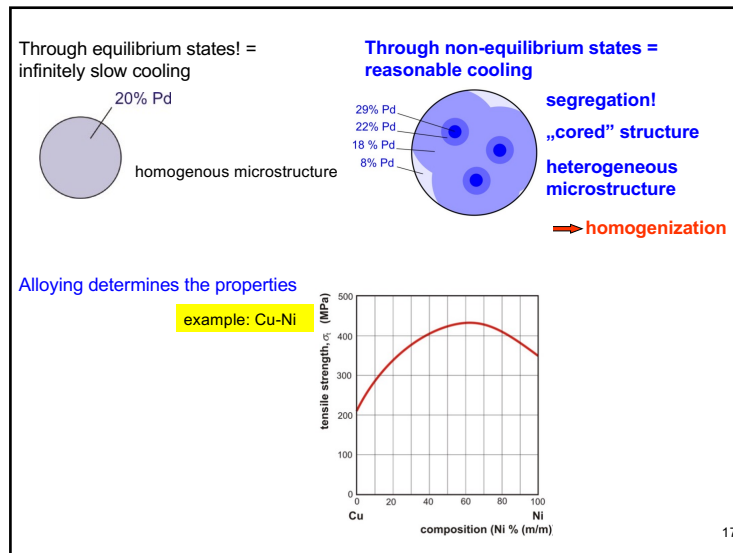 Through equilibrium states! =
infinitely slow cooling
20% Pd
homogenous microstructure
Through non-equilibrium states =
reasonable cooling
29% Pd
22% Pd
18 % Pd
8% Pd
segregation!
„cored” structure
heterogeneous
microstructure
homogenization
Alloying determines the properties
example: Cu-Ni
tensile strength, σt (MPa)
500
400
300
200
100
0
0 20 40 60 80 100
Cu Ni
composition (Ni % (m/m)
17